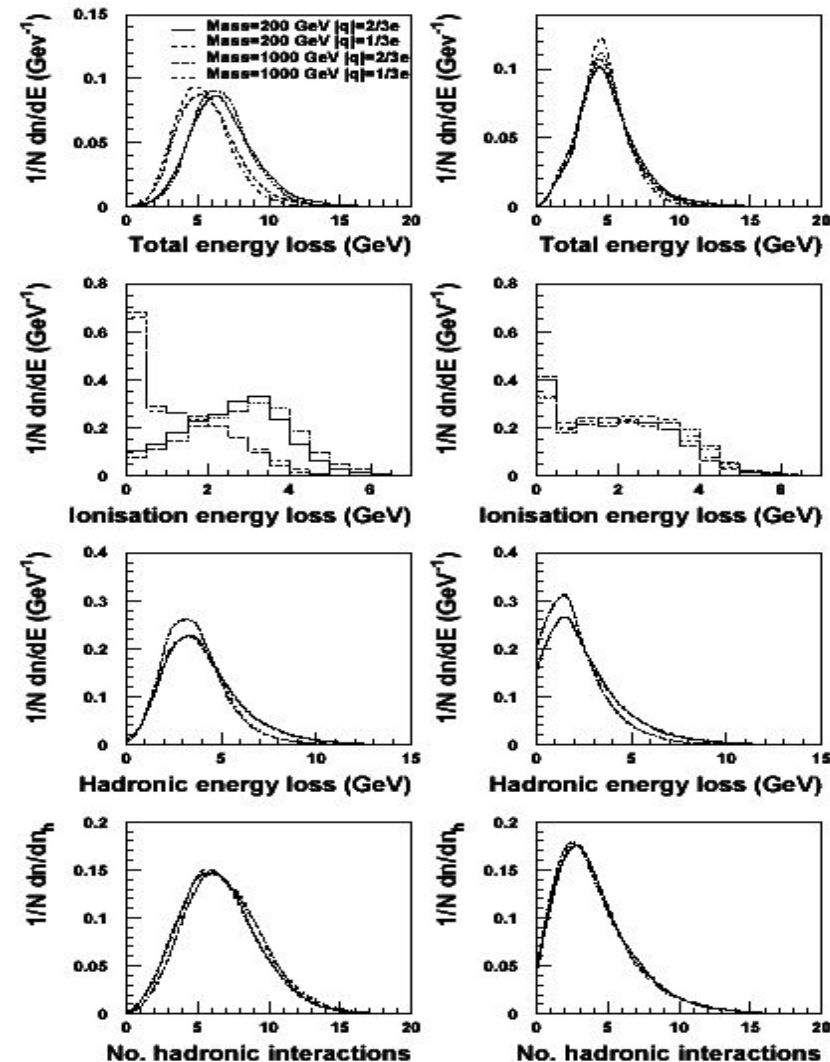 1/N dn/dE (Gev⁻¹)
0.15
0.1
0.05
0
Mass=200 GeV |q|=2/3e
Mass=200 GeV |q|=1/3e
Mass=1000 GeV |q|=2/3e
Mass=1000 GeV |q|=1/3e
0 5 10 15 20
Total energy loss (GeV)
1/N dn/dE (GeV⁻¹)
0.1
0.05
0
0 5 10 15 20
Total energy loss (GeV)
1/N dn/dE (GeV⁻¹)
0.8
0.6
0.4
0.2
0
0 2 4 6
Ionisation energy loss (GeV)
1/N dn/dE (GeV⁻¹)
0.8
0.6
0.4
0.2
0
0 2 4 6
Ionisation energy loss (GeV)
1/N dn/dE (GeV⁻¹)
0.4
0.3
0.2
0.1
0
0 5 10 15
Hadronic energy loss (GeV)
1/N dn/dE (GeV⁻¹)
0.4
0.3
0.2
0.1
0
0 5 10 15
Hadronic energy loss (GeV)
1/N dn/dnₕ
0.2
0.15
0.1
0.05
0
0 5 10 15 20
No. hadronic interactions
1/N dn/dnₕ
0.2
0.15
0.1
0.05
0
0 5 10 15 20
No. hadronic interactions